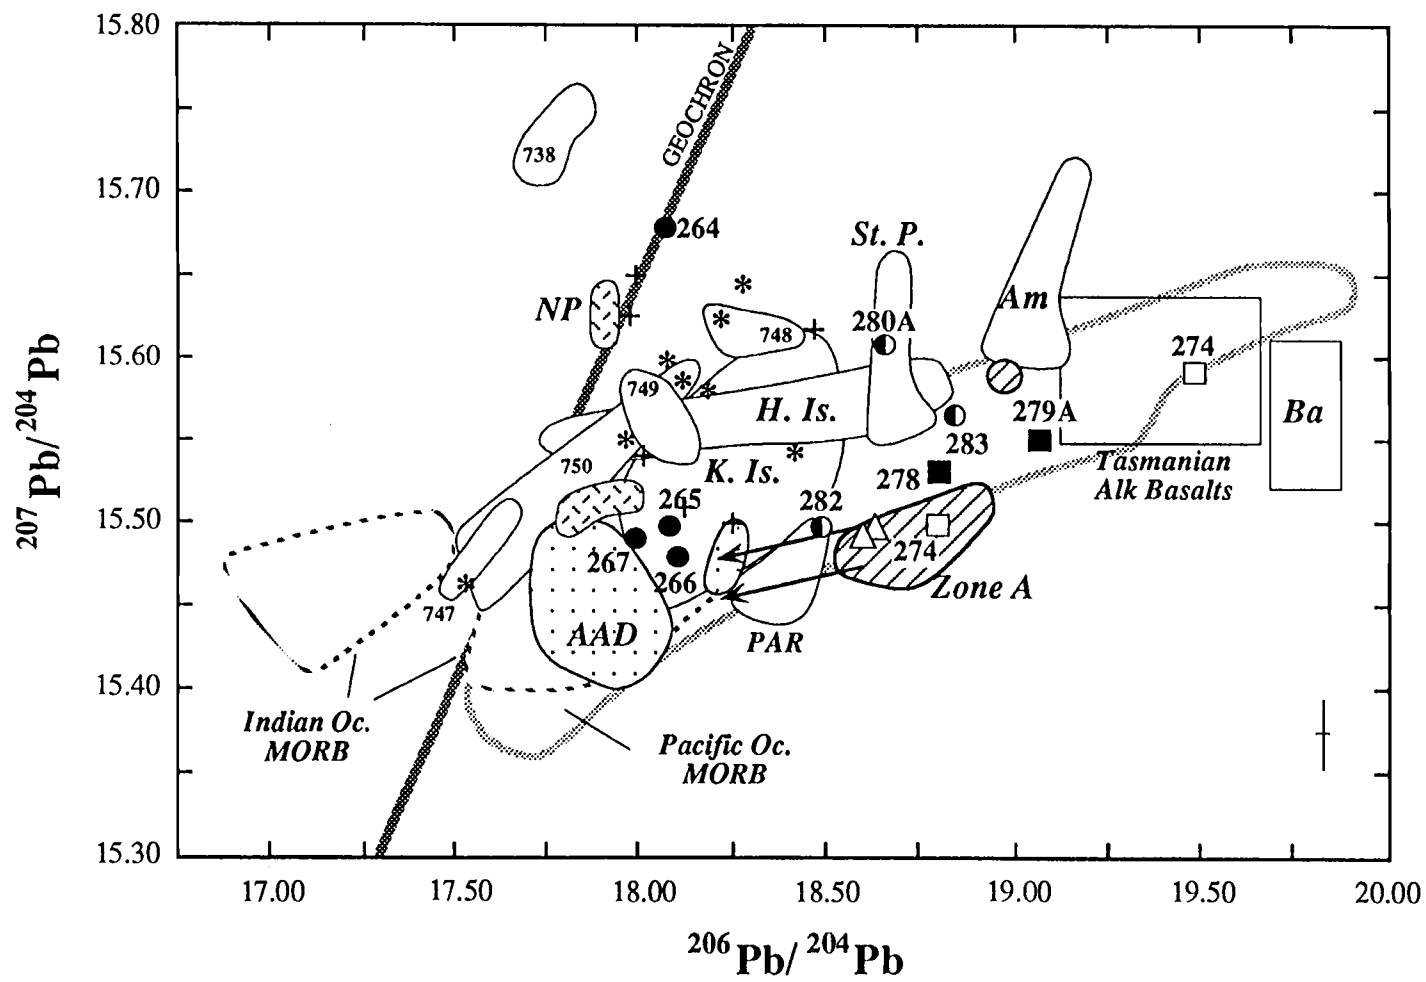 15.80
15.70
15.60
15.50
15.40
15.30
207Pb/204Pb
17.00
17.50
18.00
18.50
19.00
19.50
20.00
206Pb/204Pb
GEOCHRON
738
264
St. P.
NP
Am
748
280A
274
749
H. Is.
279A
Ba
283
750
K. Is.
278
Tasmanian
Alk Basalts
265
282
267
274
266
Zone A
747
AAD
PAR
Indian Oc.
MORB
Pacific Oc.
MORB